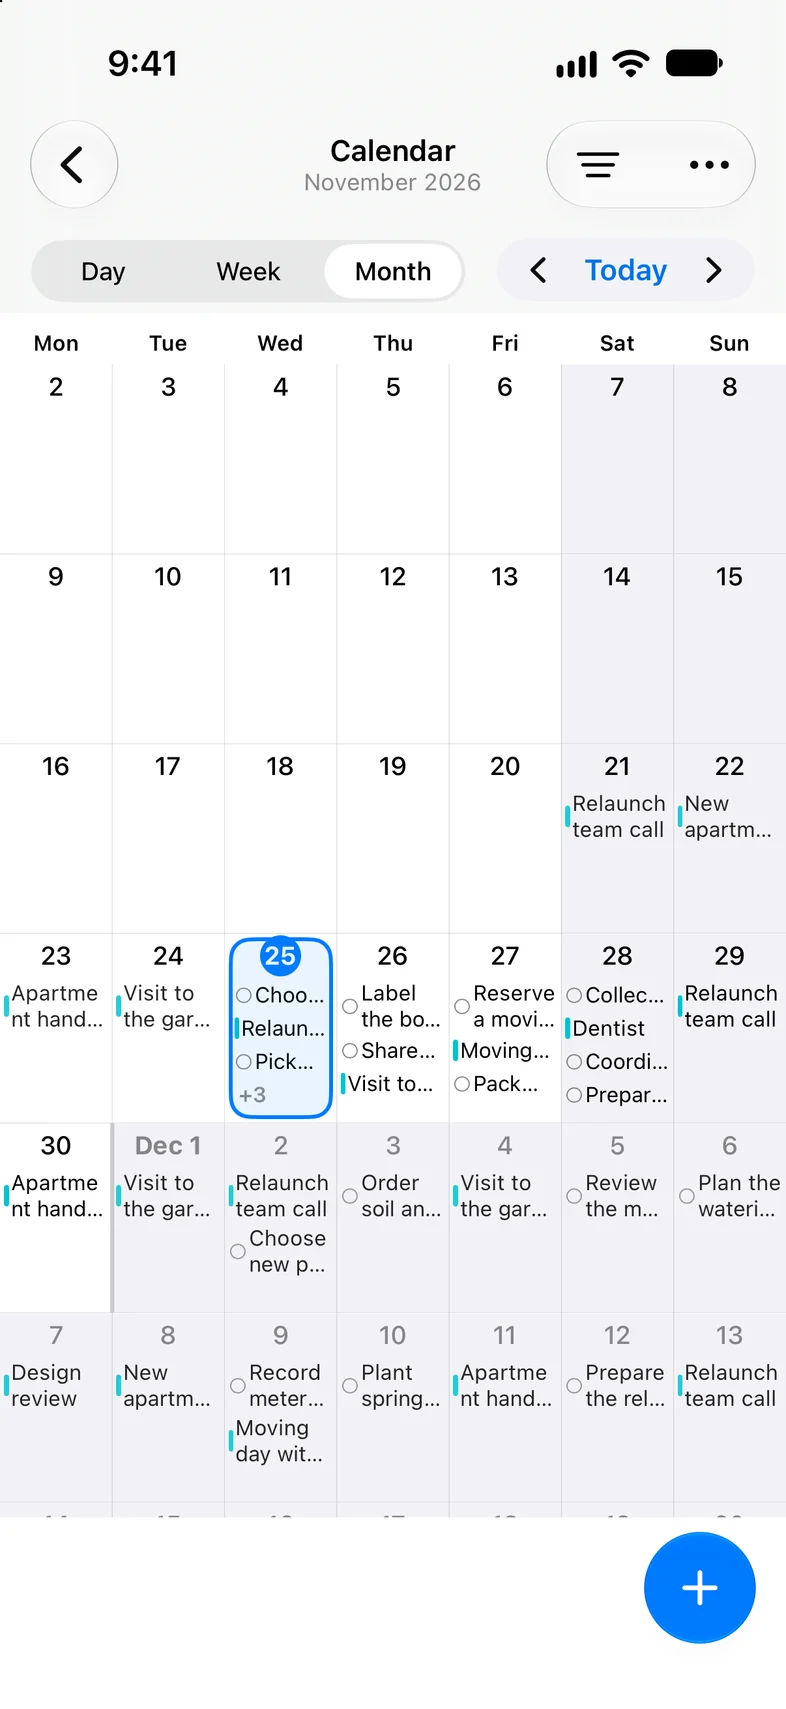 9:41
Calendar
November 2026
Day Week Month Today
Mon Tue Wed Thu Fri Sat Sun
2 3 4 5 6 7 8
9 10 11 12 13 14 15
16 17 18 19 20 21 22
Relaunch
team call
New
apartm...
23 24 25 26 27 28 29
Apartme
nt hand...
Visit to
the gar...
Choo...
Relaun...
Pick...
+3
Label
the bo...
Share...
Visit to...
Reserve
a movi...
Moving...
Pack...
Collec...
Dentist
Coordi...
Prepar...
Relaunch
team call
30 Dec 1 2 3 4 5 6
Apartme
nt hand...
Visit to
the gar...
Relaunch
team call
Choose
new p...
Order
soil an...
Visit to
the gar...
Review
the m...
Plan the
wateri...
7 8 9 10 11 12 13
Design
review
New
apartm...
Record
meter...
Moving
day wit...
Plant
spring...
Apartme
nt hand...
Prepare
the rel...
Relaunch
team call